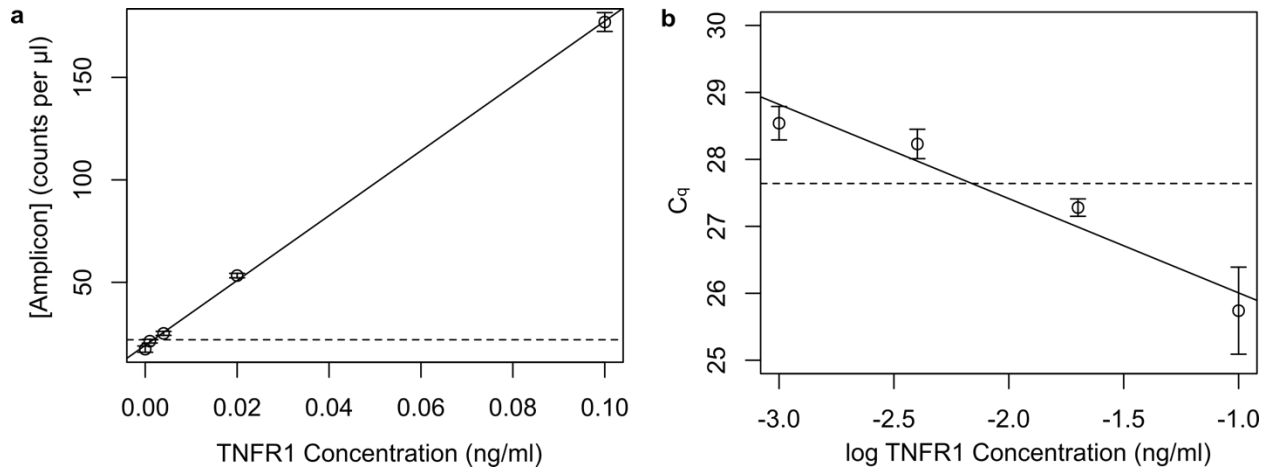 a
[Amplicon] (counts per µl)
150
100
50
0.00 0.02 0.04 0.06 0.08 0.10
TNFR1 Concentration (ng/ml)
b
Cq
30
29
28
27
26
25
-3.0 -2.5 -2.0 -1.5 -1.0
log TNFR1 Concentration (ng/ml)